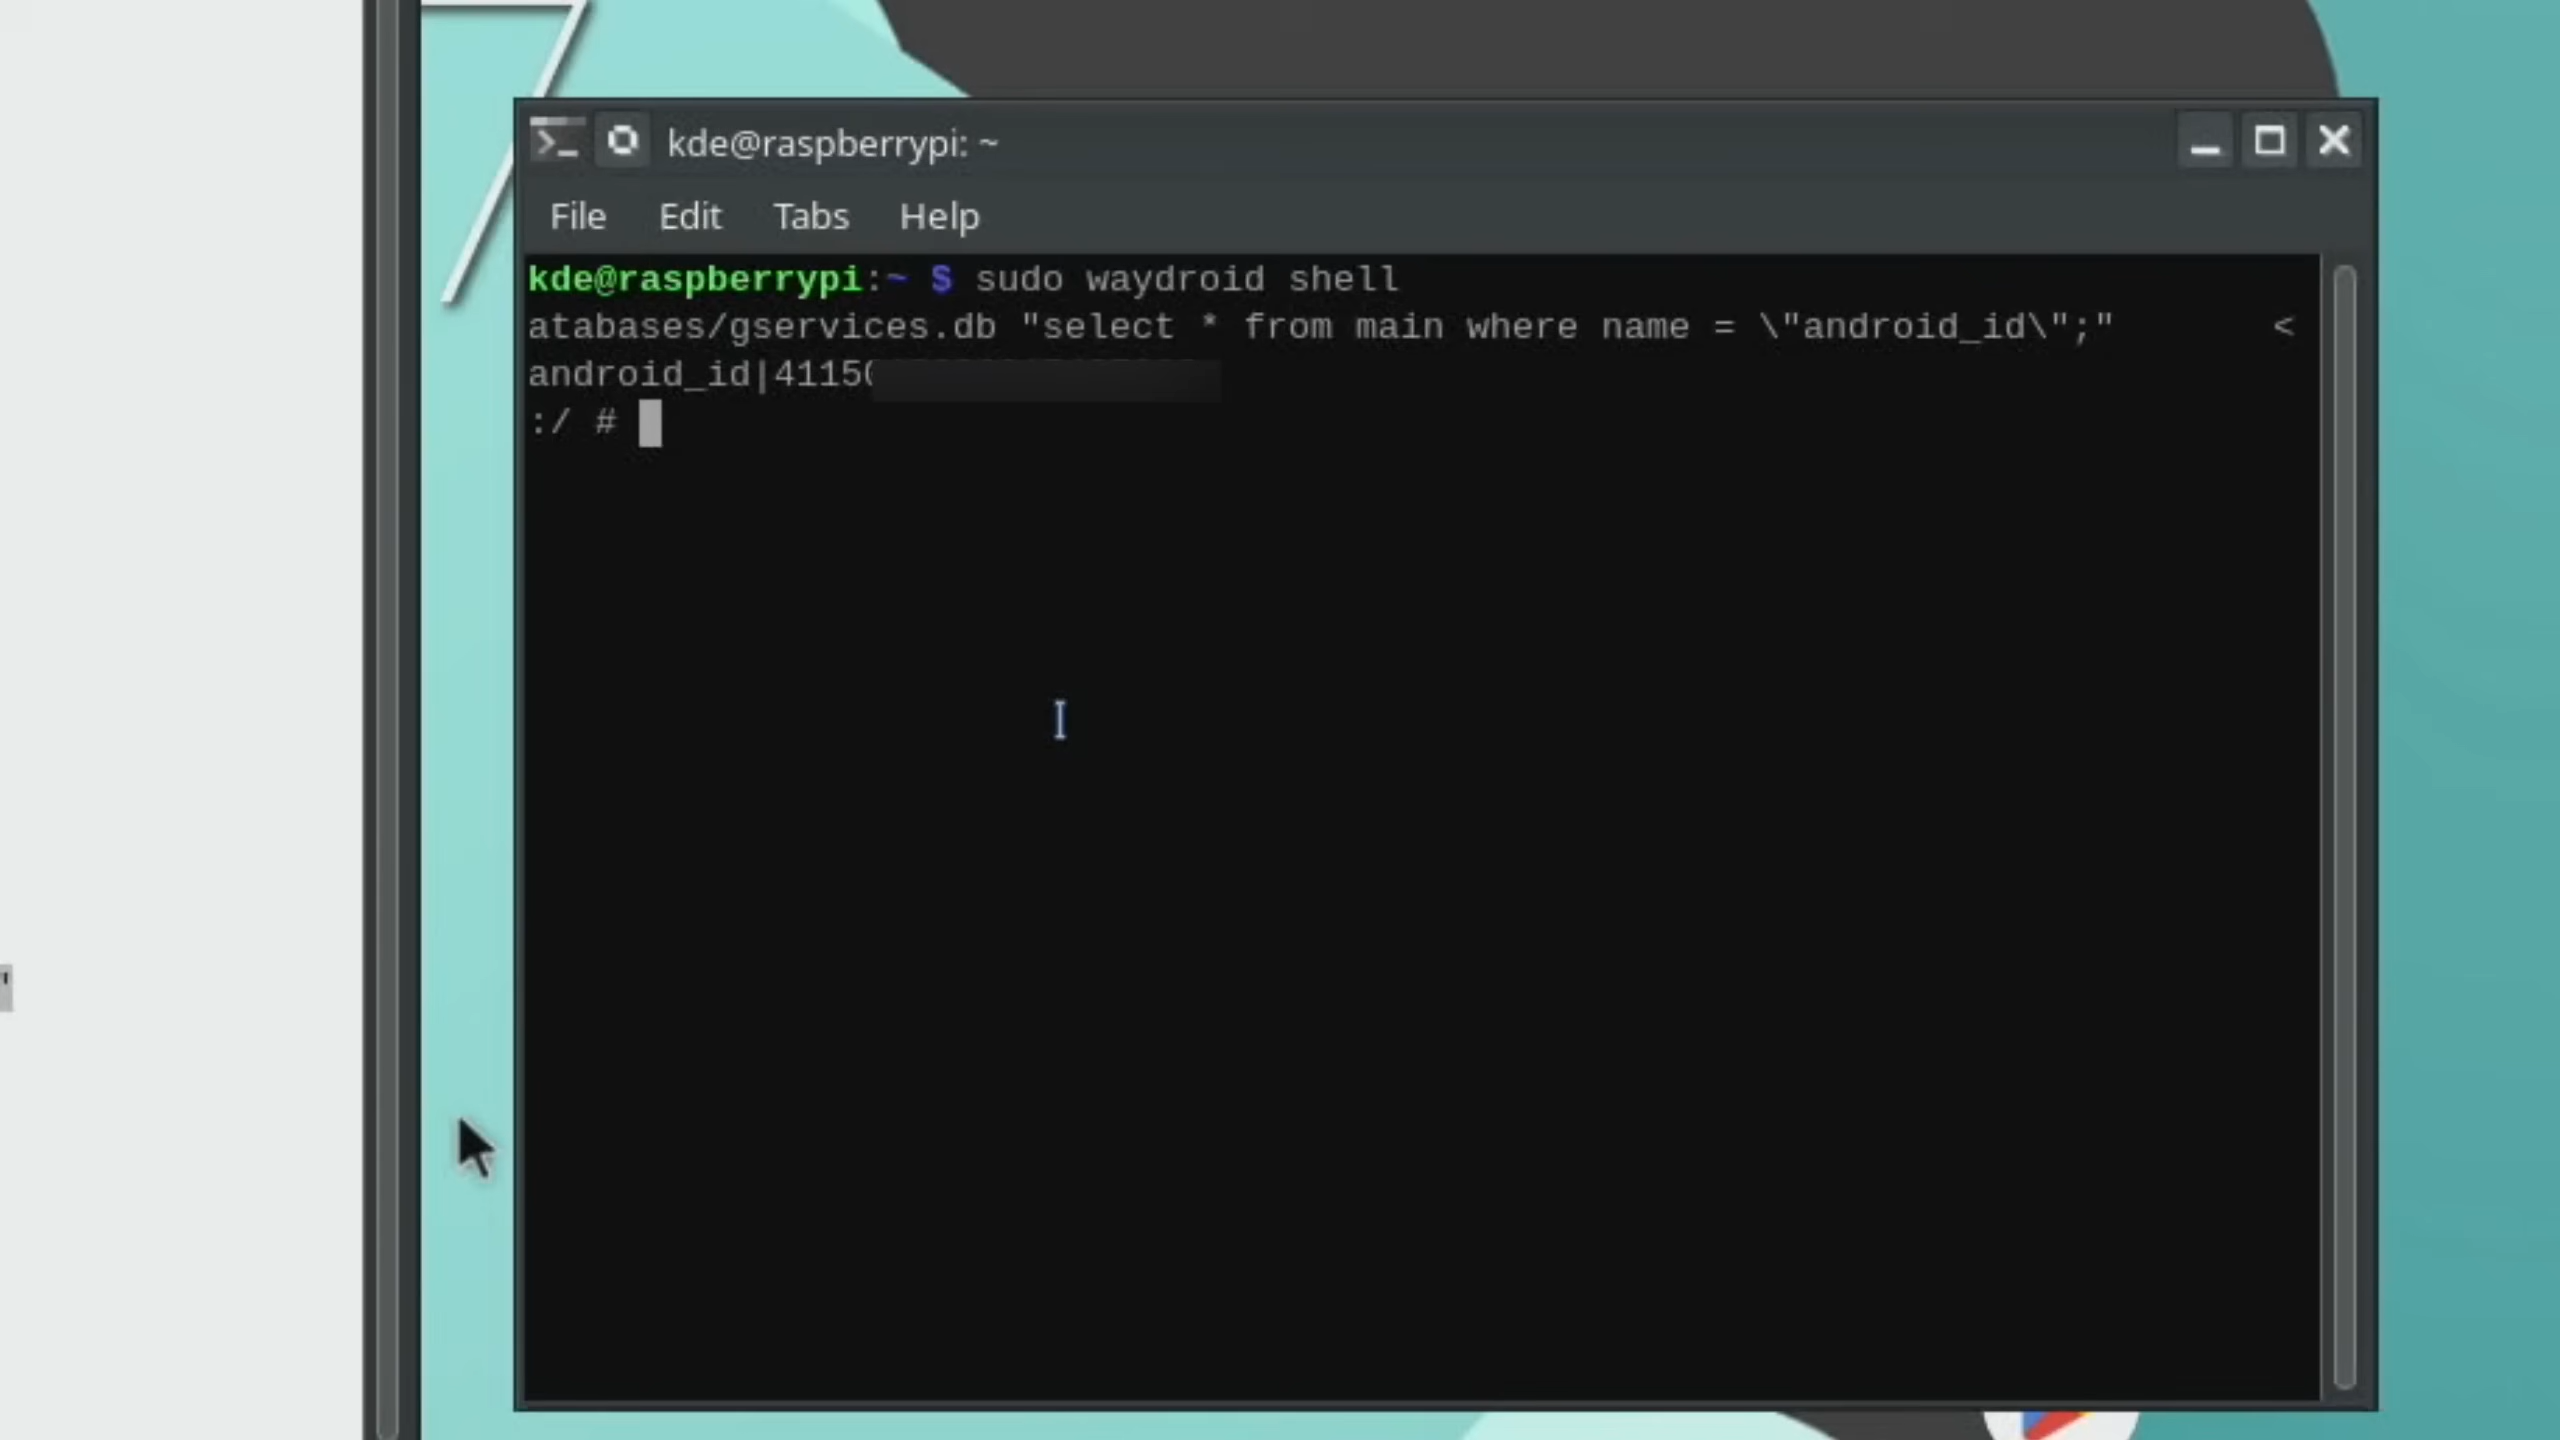 kde@raspberrypi: ~
File Edit Tabs Help
kde@raspberrypi:~ $ sudo waydroid shell
atabases/gservices.db "select * from main where name = \"android_id\";" <
android_id|41150
:/ #
"